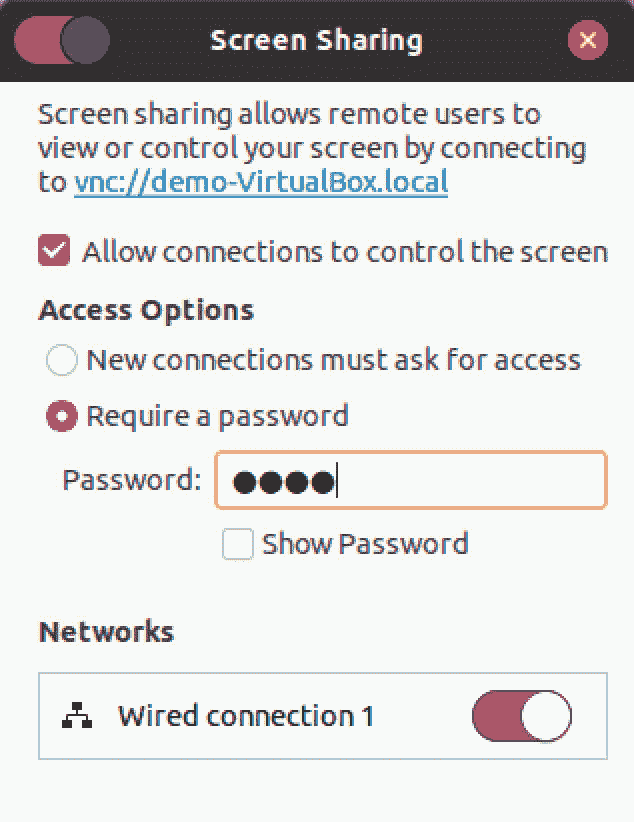 Screen Sharing
Screen sharing allows remote users to
view or control your screen by connecting
to vnc://demo-VirtualBox.local
Allow connections to control the screen
Access Options
New connections must ask for access
Require a password
Password: ●●●●
Show Password
Networks
Wired connection 1